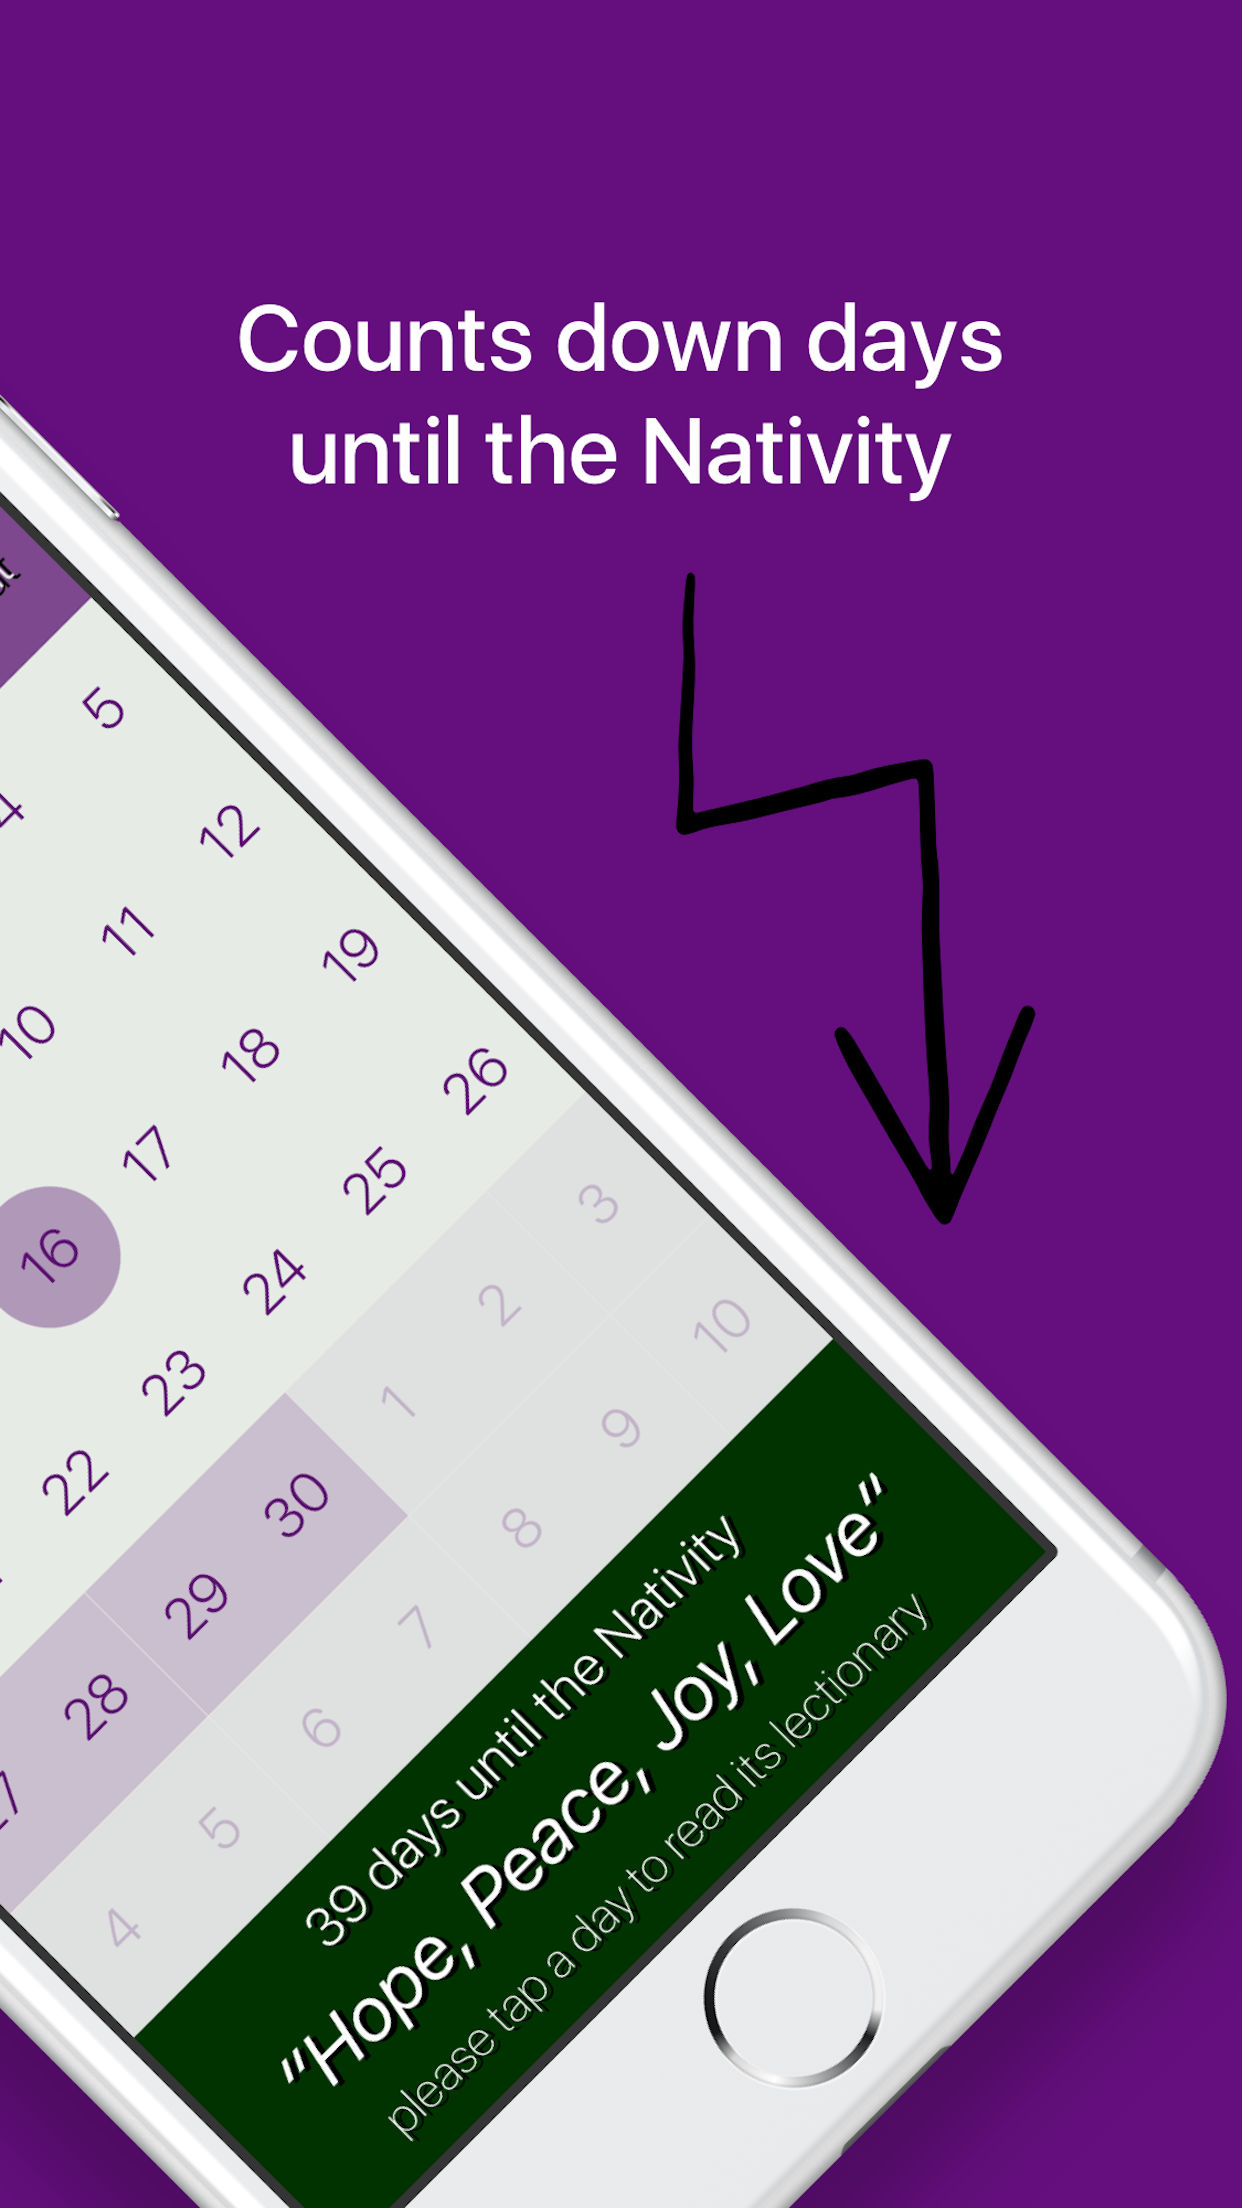 Counts down days
until the Nativity
5
4 11 12
10 17 18 19
16 23 24 25 26
22 29 30 1 2 3
28 5 6 7 8 9 10
4
39 days until the Nativity
“Hope, Peace, Joy, Love”
please tap a day to read its lectionary